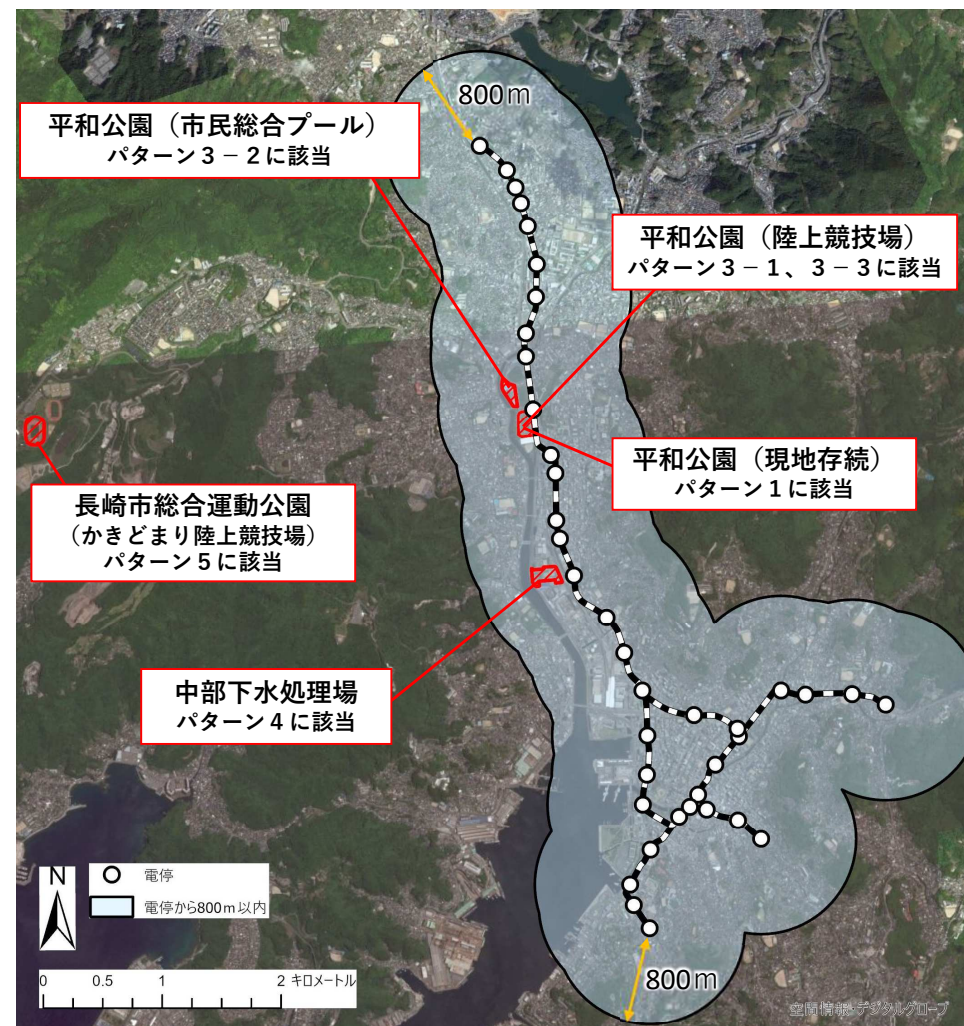 800m
平和公園（市民総合プール）
パターン３－２に該当
平和公園（陸上競技場）
パターン３－１、３－３に該当
平和公園（現地存続）
パターン１に該当
長崎市総合運動公園
（かきどまり陸上競技場）
パターン５に該当
中部下水処理場
パターン４に該当
N
電停
電停から800m以内
0 0.5 1 2 キロメートル
800m
空間情報・デジタルグローブ